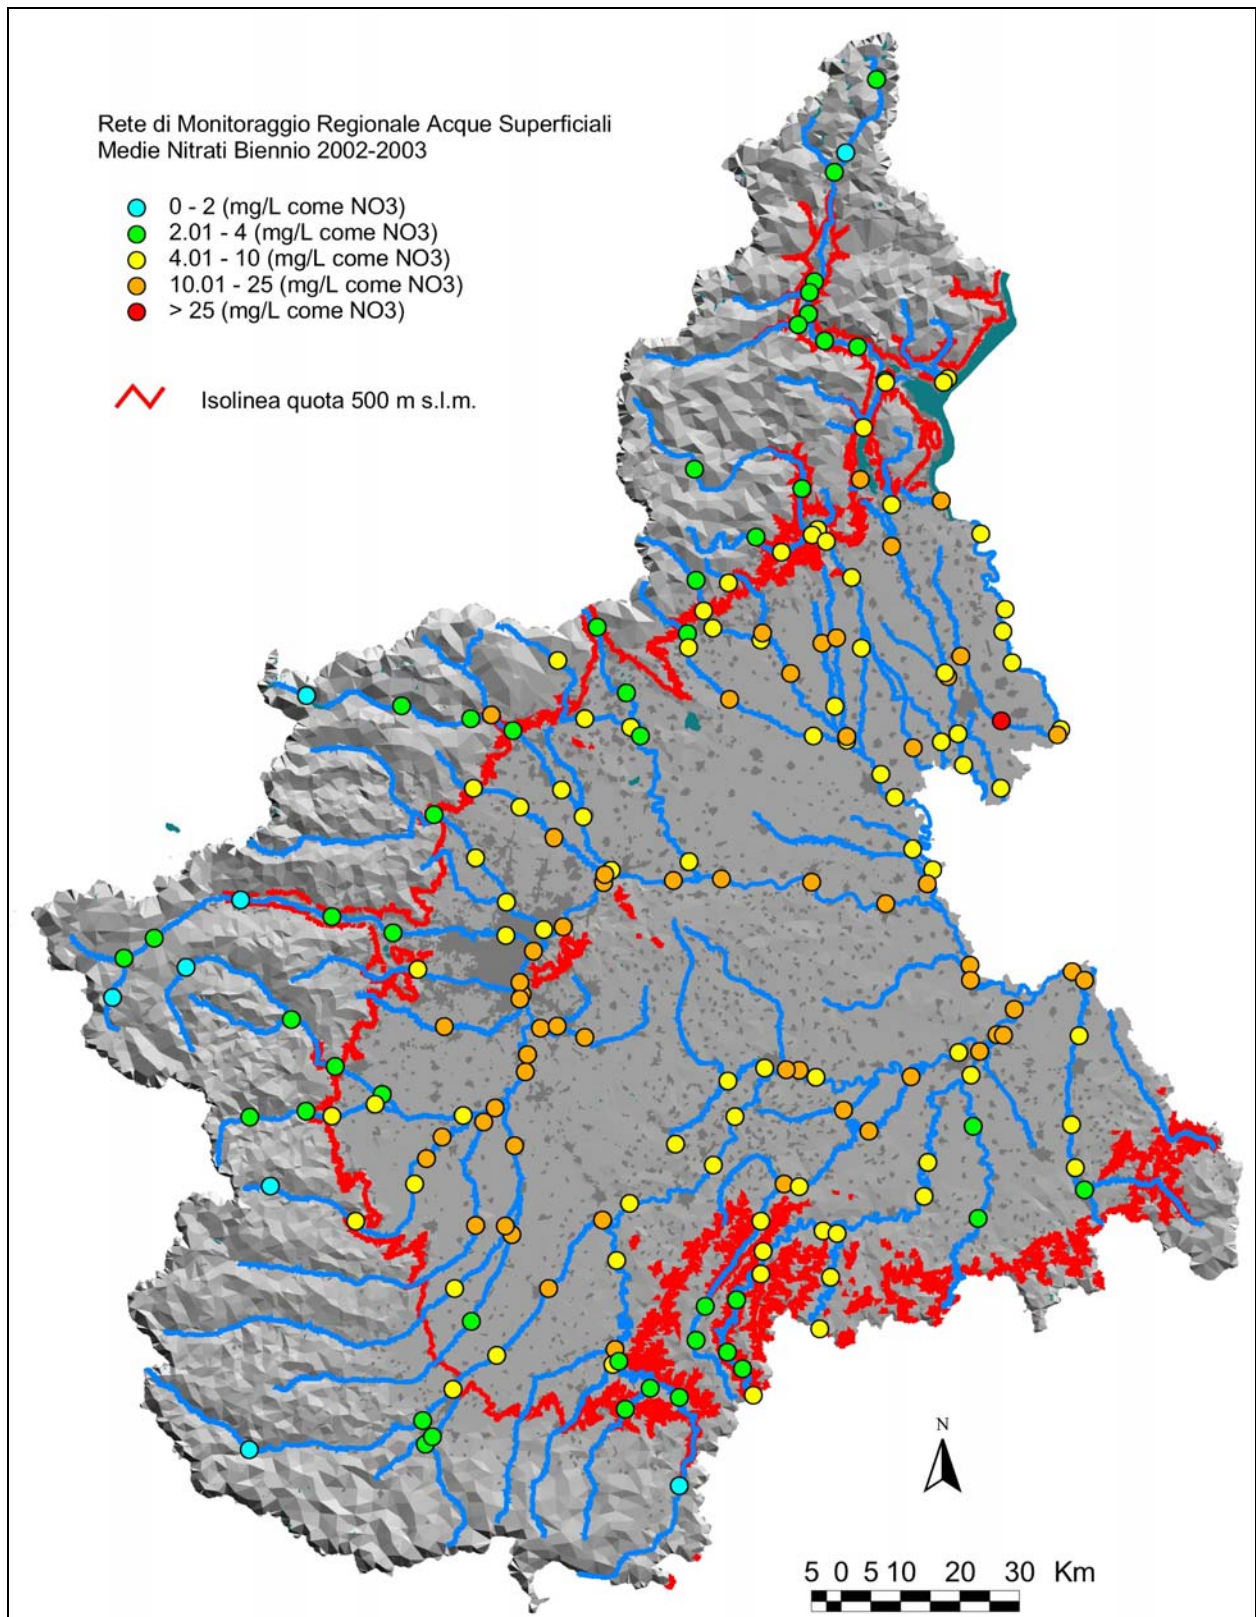 Rete di Monitoraggio Regionale Acque Superficiali
Medie Nitrati Biennio 2002-2003
0 - 2 (mg/L come NO3)
2.01 - 4 (mg/L come NO3)
4.01 - 10 (mg/L come NO3)
10.01 - 25 (mg/L come NO3)
> 25 (mg/L come NO3)
Isolinea quota 500 m s.l.m.
N
5 0 5 10 20 30 Km